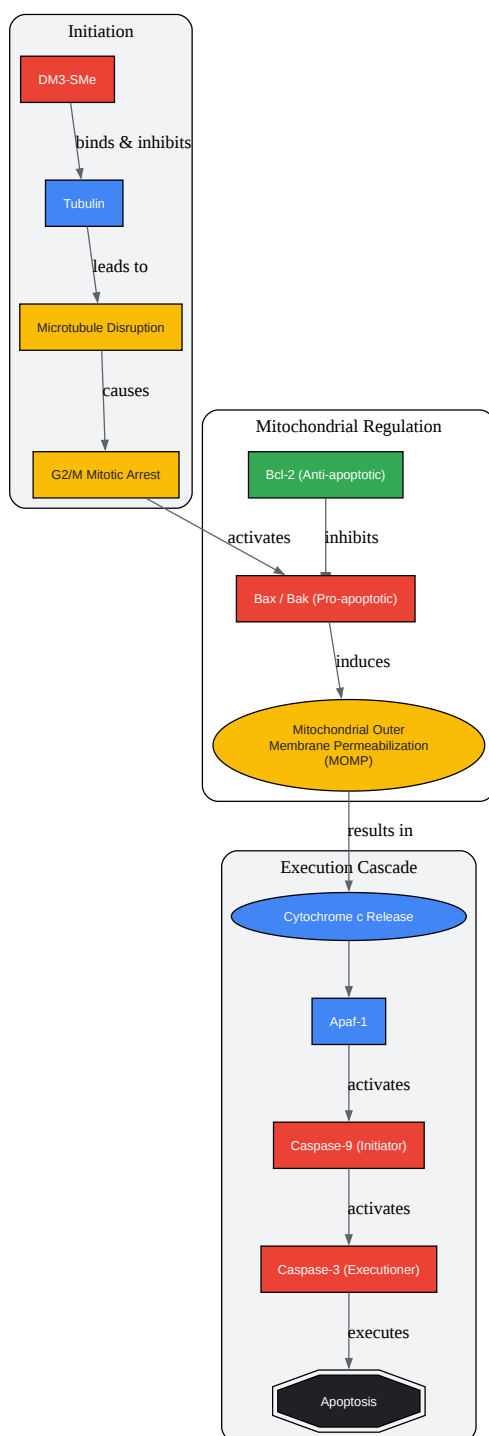 Initiation
DM3-SMe
binds & inhibits
Tubulin
leads to
Microtubule Disruption
causes
G2/M Mitotic Arrest
Mitochondrial Regulation
Bcl-2 (Anti-apoptotic)
activates
inhibits
Bax / Bak (Pro-apoptotic)
induces
Mitochondrial Outer
Membrane Permeabilization
(MOMP)
results in
Execution Cascade
Cytochrome c Release
Apaf-1
activates
Caspase-9 (Initiator)
activates
Caspase-3 (Executioner)
executes
Apoptosis